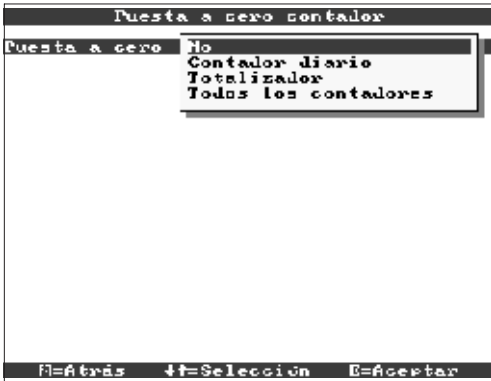 Puesta a cero contador
Puesta a cero No
Contador diario
Totalizador
Todos los contadores
=Atrás ↓↑=Selección E=Aceptar